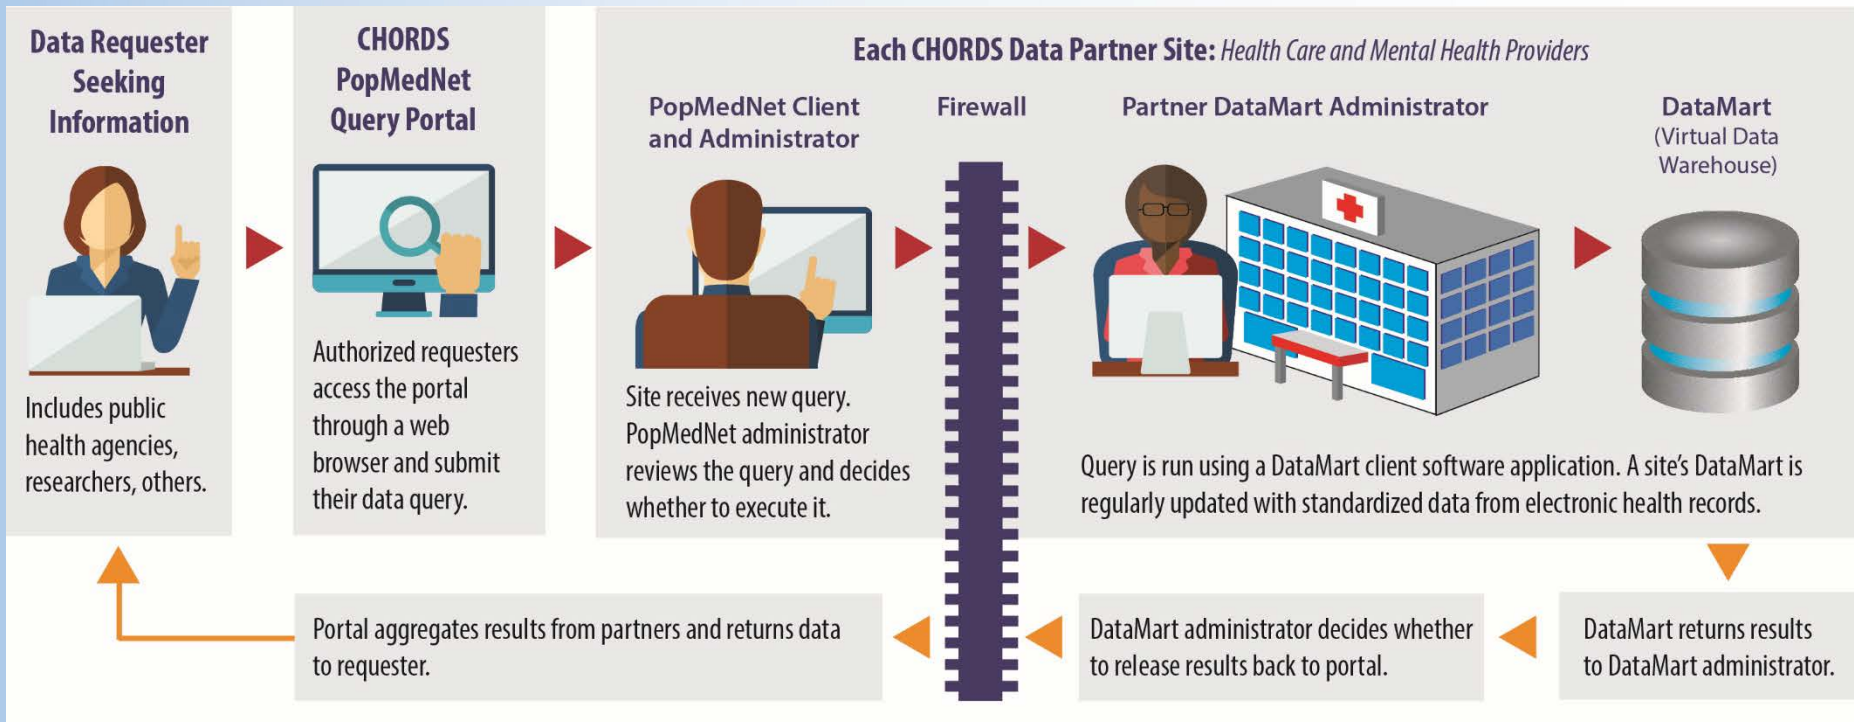 Data Requester
Seeking
Information
Includes public
health agencies,
researchers, others.
CHORDS
PopMedNet
Query Portal
Authorized requesters
access the portal
through a web
browser and submit
their data query.
Each CHORDS Data Partner Site: Health Care and Mental Health Providers
PopMedNet Client
and Administrator
Site receives new query.
PopMedNet administrator
reviews the query and decides
whether to execute it.
Firewall
Partner DataMart Administrator
DataMart
(Virtual Data
Warehouse)
Query is run using a DataMart client software application. A site’s DataMart is
regularly updated with standardized data from electronic health records.
DataMart returns results
to DataMart administrator.
DataMart administrator decides whether
to release results back to portal.
Portal aggregates results from partners and returns data
to requester.